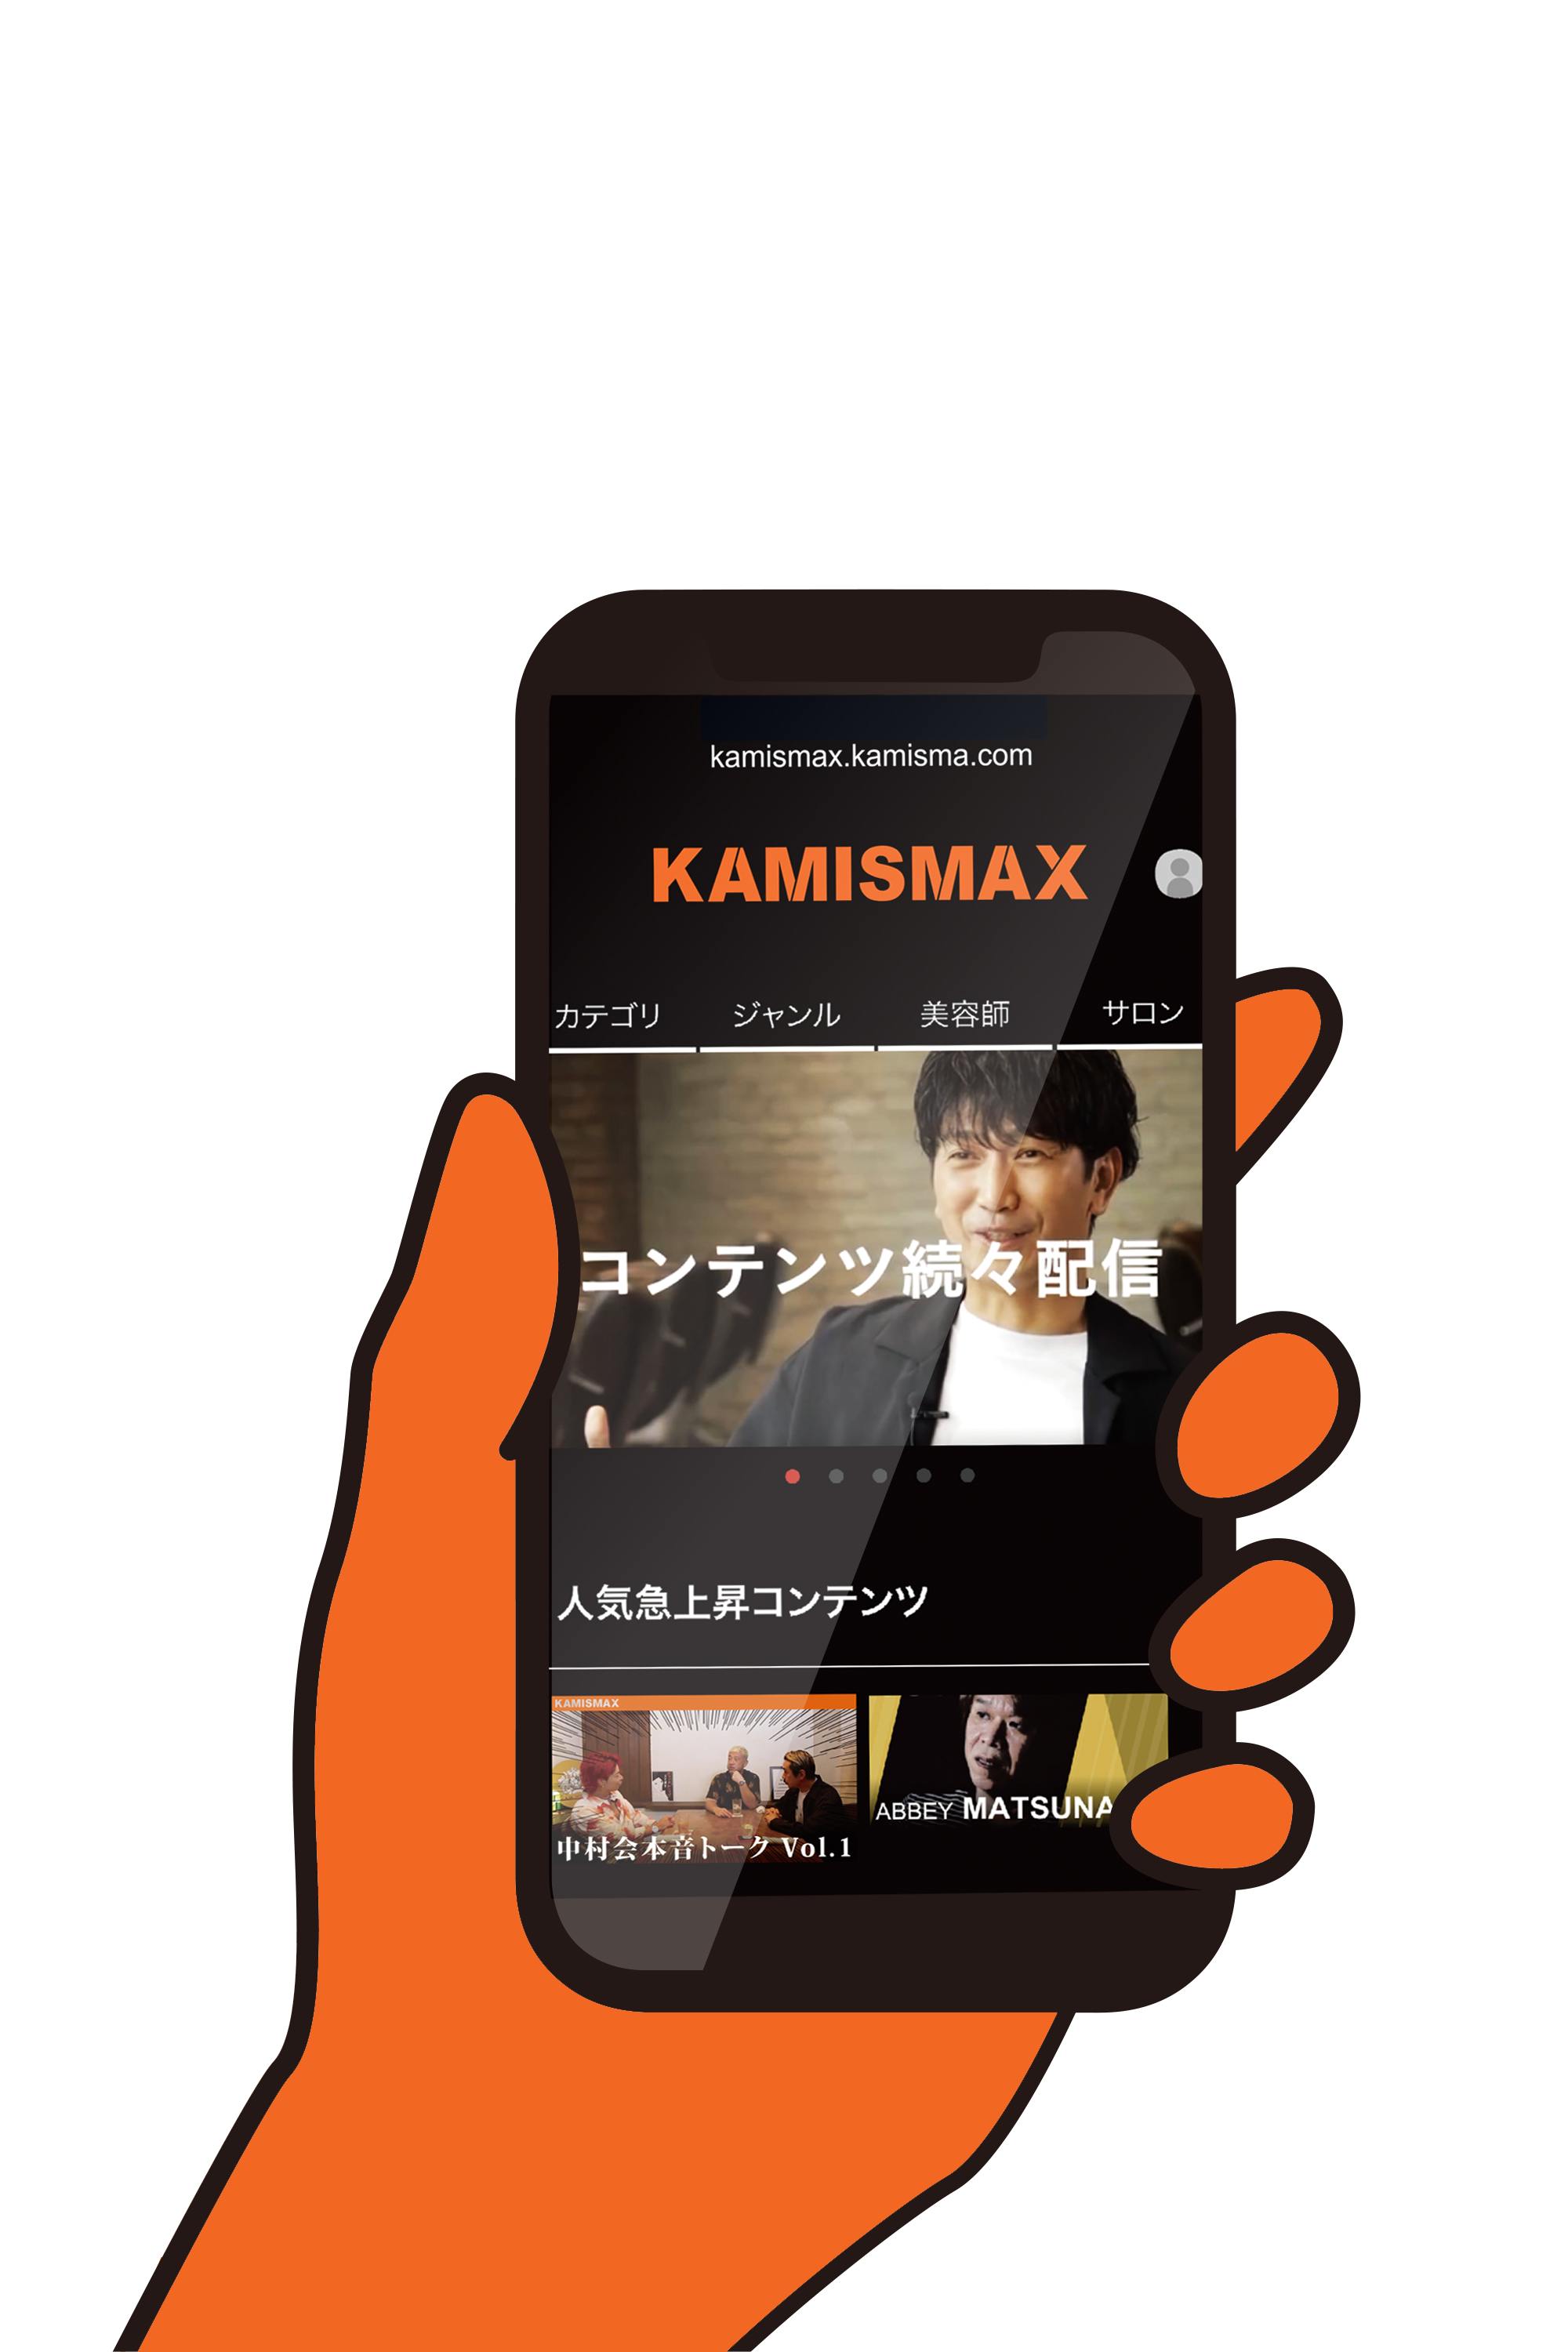 kamismax.kamisma.com
KAMISMAX
カテゴリ ジャンル 美容師 サロン
コンテンツ続々配信
人気急上昇コンテンツ
KAMISMAX
ABBEY MATSUNA
中村会本音トーク Vol.1